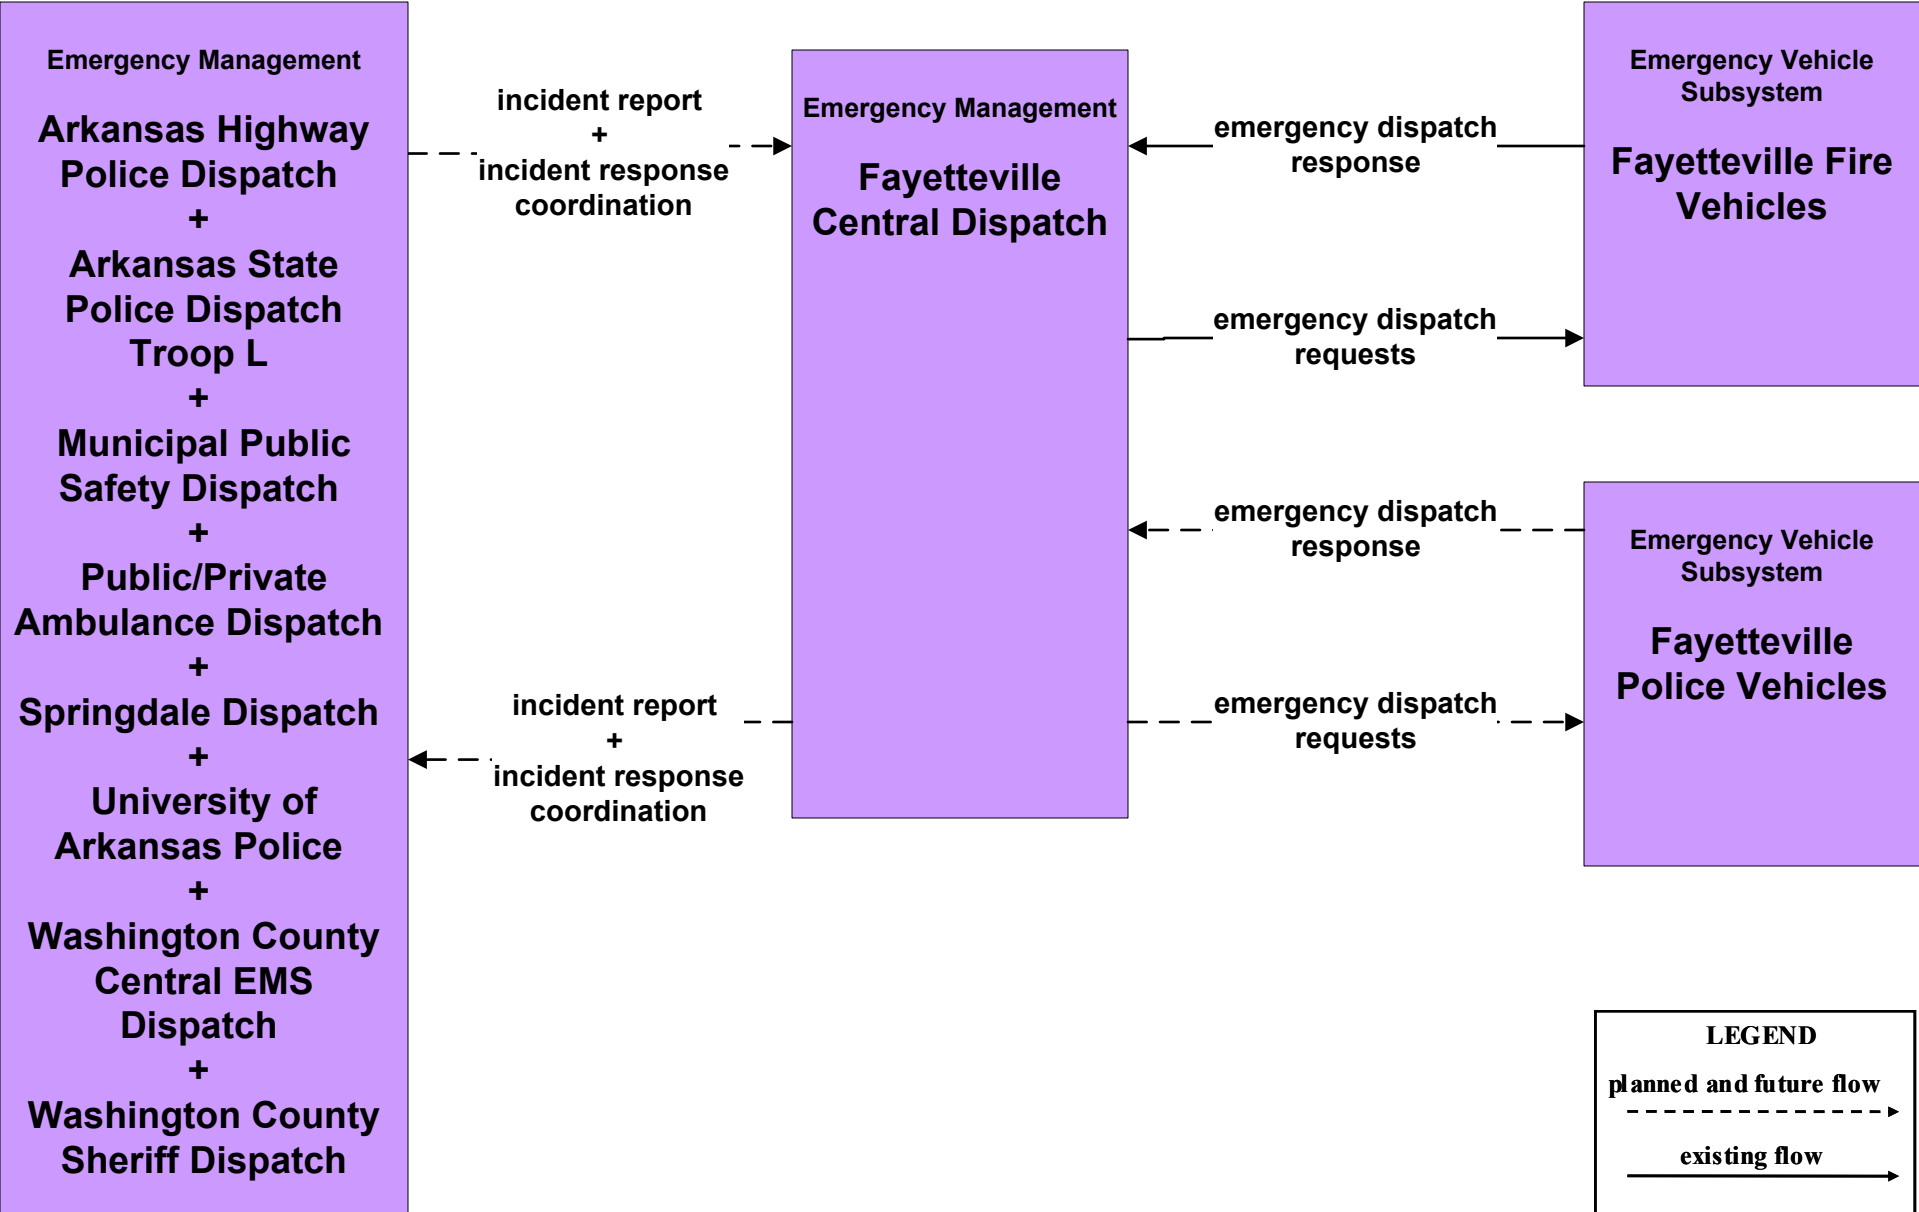 Emergency Management
Arkansas Highway
Police Dispatch
+
Arkansas State
Police Dispatch
Troop L
+
Municipal Public
Safety Dispatch
+
Public/Private
Ambulance Dispatch
+
Springdale Dispatch
+
University of
Arkansas Police
+
Washington County
Central EMS
Dispatch
+
Washington County
Sheriff Dispatch
incident report
+
incident response
coordination
incident report
+
incident response
coordination
Emergency Management
Fayetteville
Central Dispatch
emergency dispatch
response
emergency dispatch
requests
emergency dispatch
response
emergency dispatch
requests
Emergency Vehicle
Subsystem
Fayetteville Fire
Vehicles
Emergency Vehicle
Subsystem
Fayetteville
Police Vehicles
LEGEND
planned and future flow
existing flow